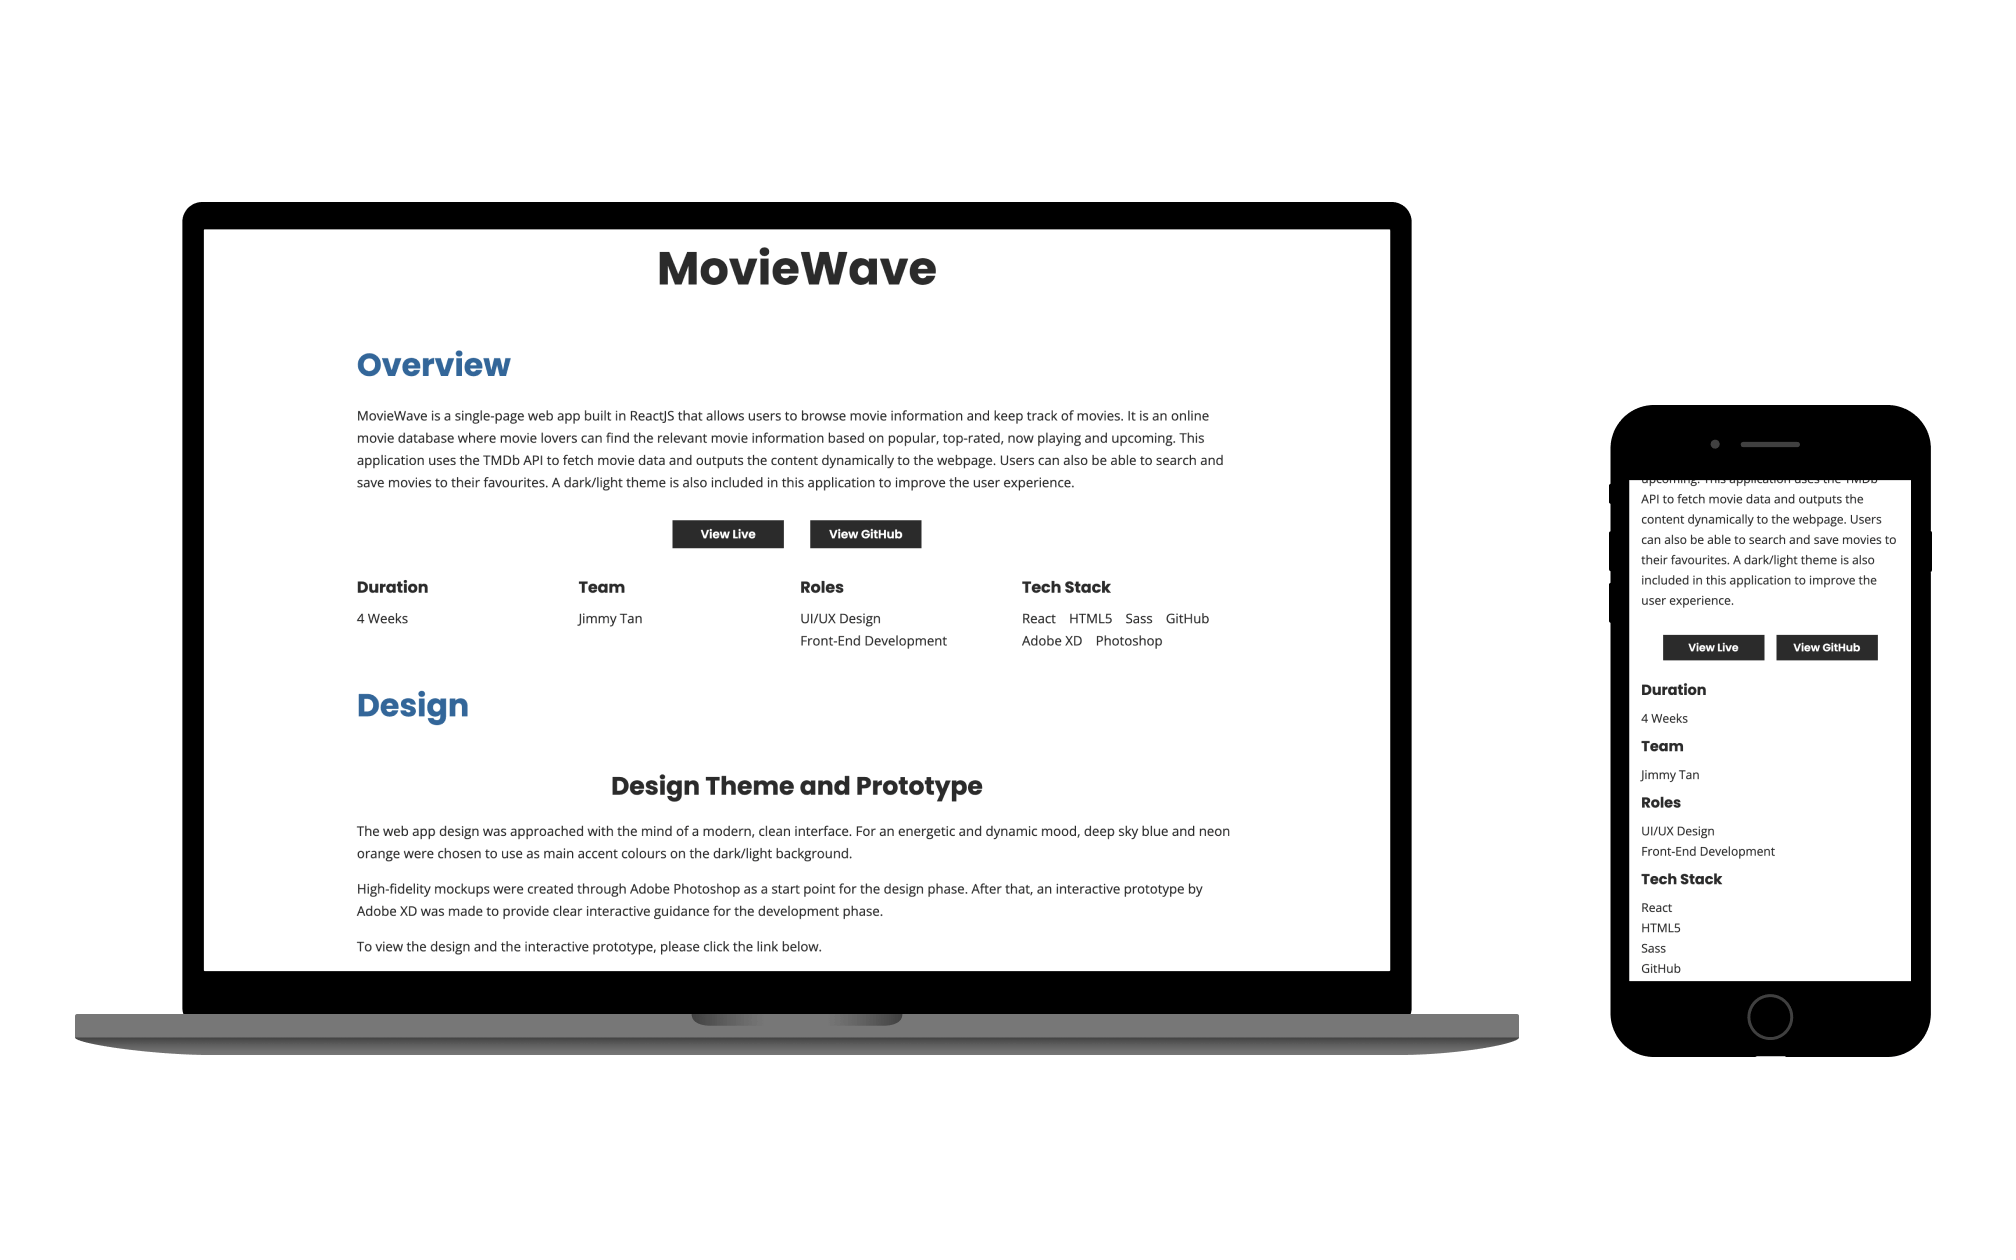 MovieWave
Overview
MovieWave is a single-page web app built in ReactJS that allows users to browse movie information and keep track of movies. It is an online
movie database where movie lovers can find the relevant movie information based on popular, top-rated, now playing and upcoming. This
application uses the TMDb API to fetch movie data and outputs the content dynamically to the webpage. Users can also be able to search and
save movies to their favourites. A dark/light theme is also included in this application to improve the user experience.
View Live View GitHub
Duration Team Roles Tech Stack
4 Weeks Jimmy Tan UI/UX Design React HTML5 Sass GitHub
Front-End Development Adobe XD Photoshop
Design
Design Theme and Prototype
The web app design was approached with the mind of a modern, clean interface. For an energetic and dynamic mood, deep sky blue and neon
orange were chosen to use as main accent colours on the dark/light background.
High-fidelity mockups were created through Adobe Photoshop as a start point for the design phase. After that, an interactive prototype by
Adobe XD was made to provide clear interactive guidance for the development phase.
To view the design and the interactive prototype, please click the link below.
upcoming. This application uses the TMDb
API to fetch movie data and outputs the
content dynamically to the webpage. Users
can also be able to search and save movies to
their favourites. A dark/light theme is also
included in this application to improve the
user experience.
View Live View GitHub
Duration
4 Weeks
Team
Jimmy Tan
Roles
UI/UX Design
Front-End Development
Tech Stack
React
HTML5
Sass
GitHub